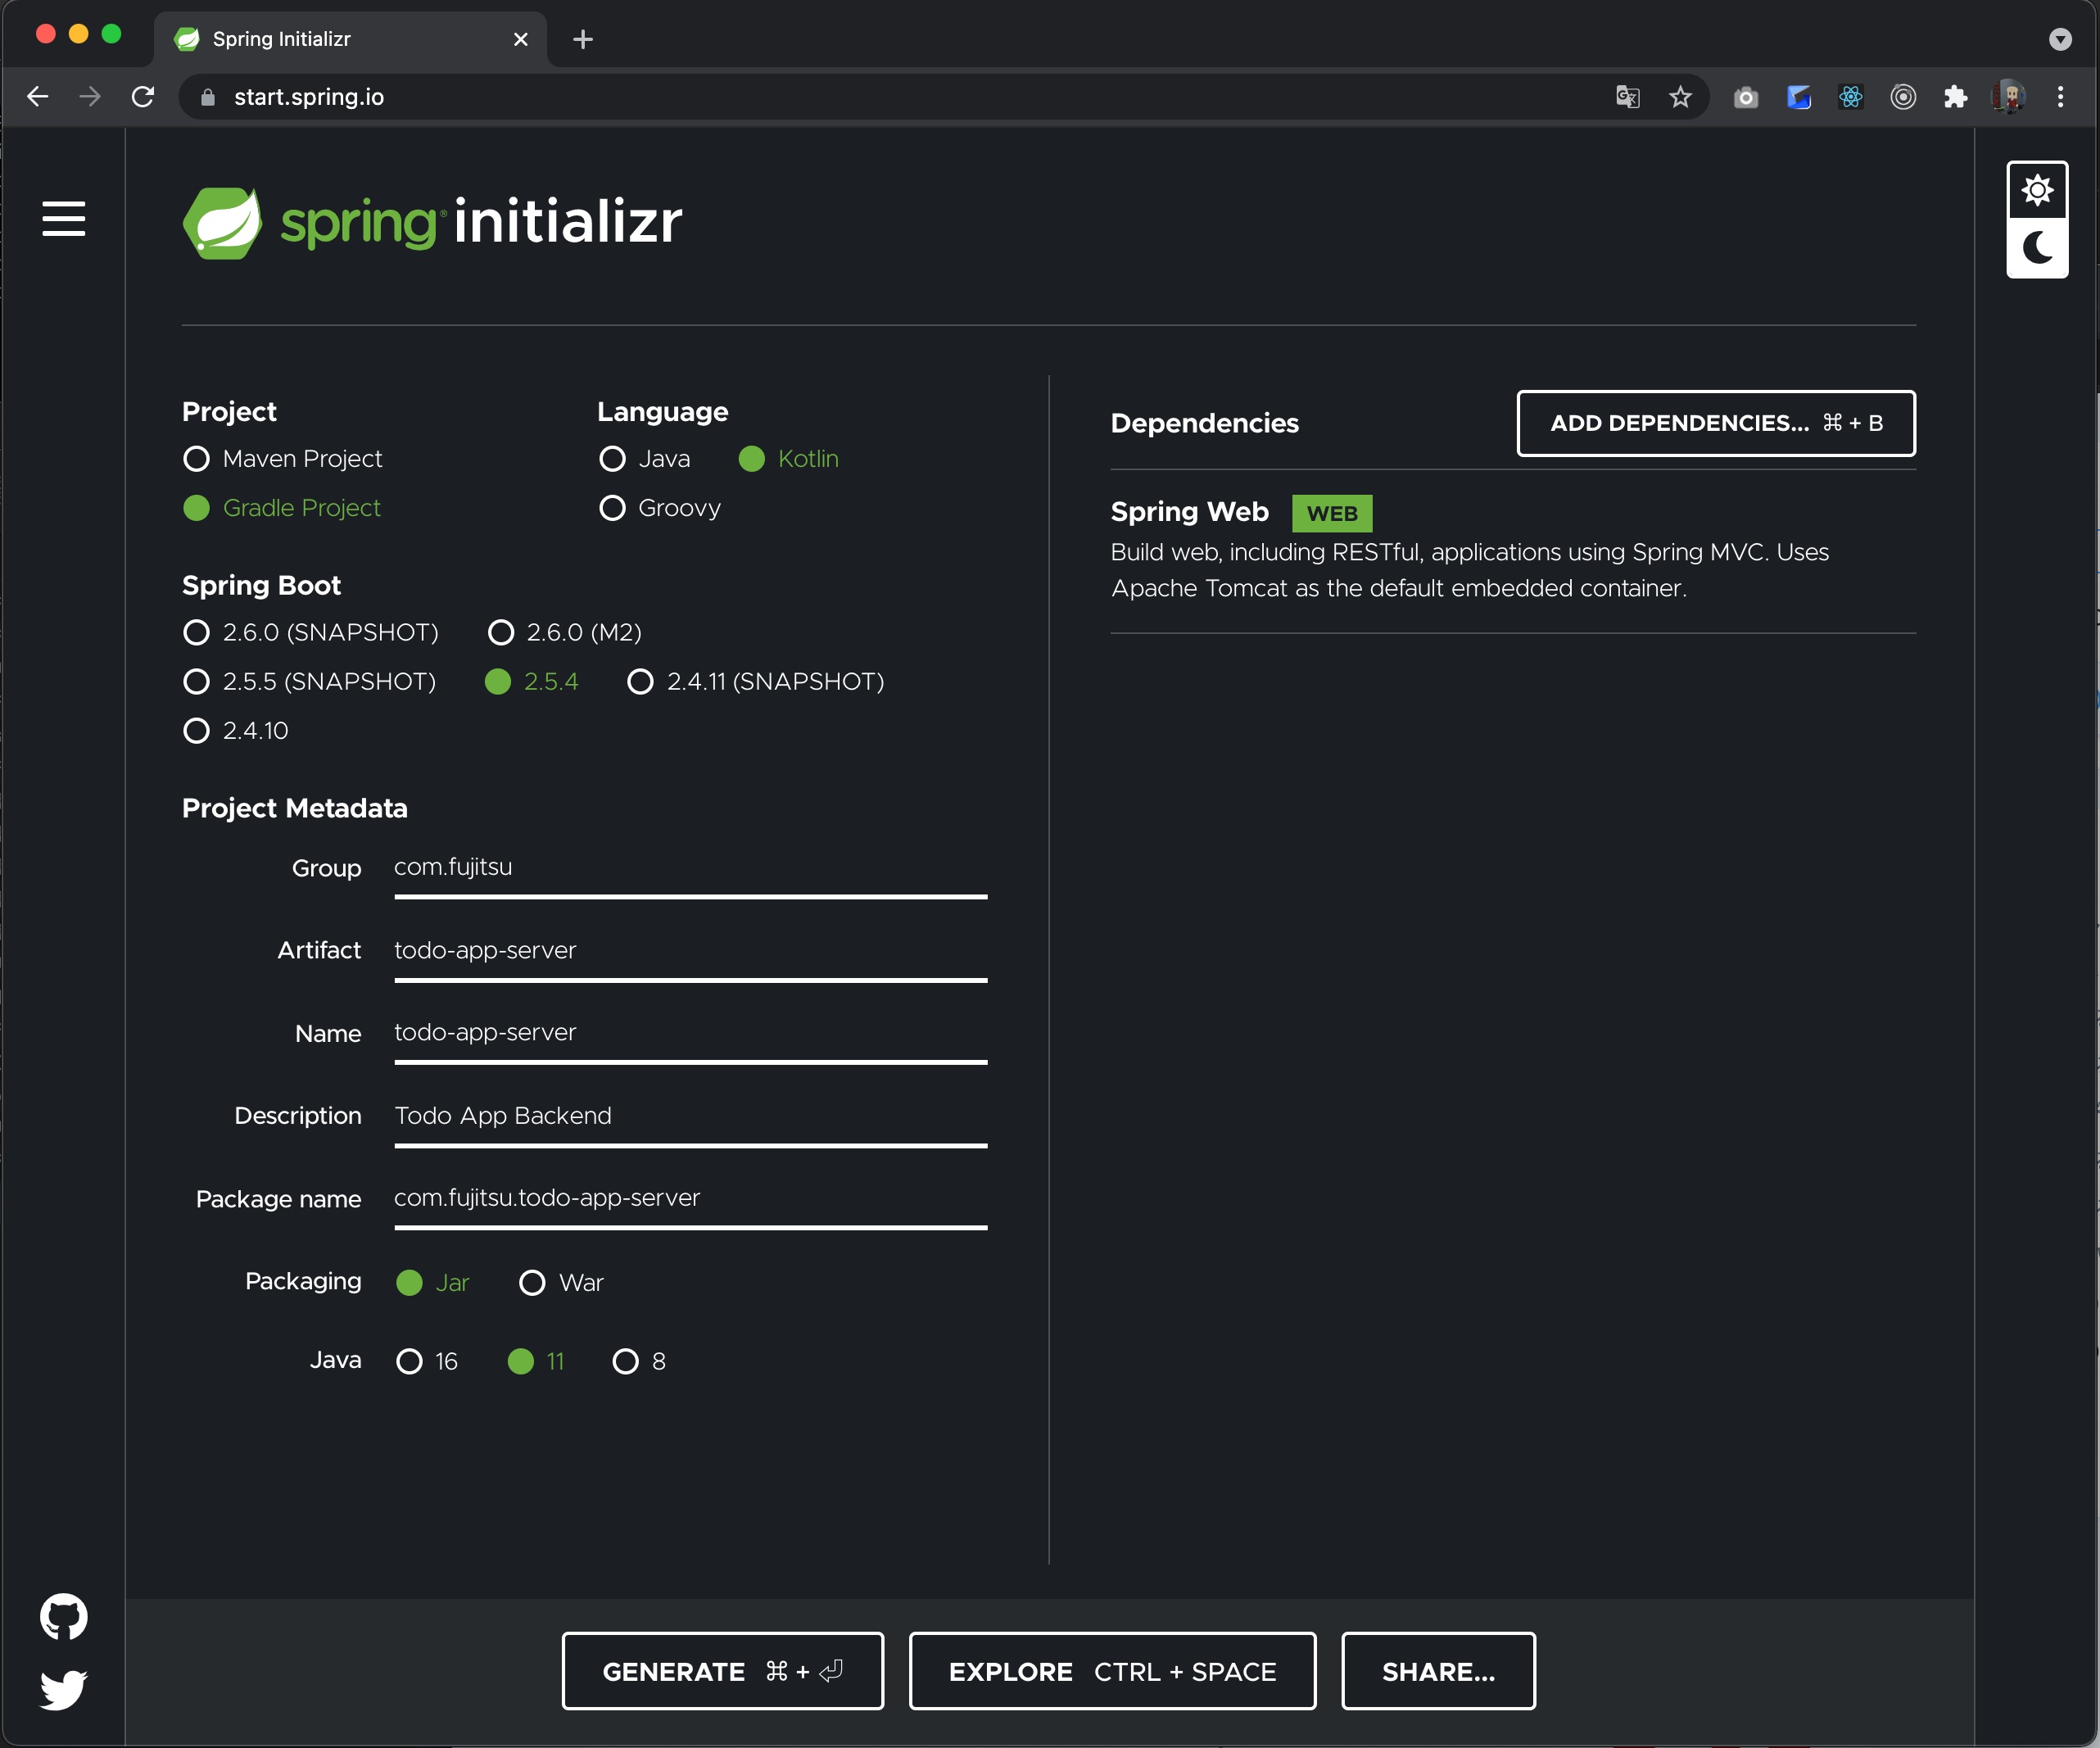 Spring Initializr
start.spring.io
spring® initializr
Project
Maven Project
Gradle Project
Language
Java Kotlin
Groovy
Spring Boot
2.6.0 (SNAPSHOT) 2.6.0 (M2)
2.5.5 (SNAPSHOT) 2.5.4 2.4.11 (SNAPSHOT)
2.4.10
Project Metadata
Group com.fujitsu
Artifact todo-app-server
Name todo-app-server
Description Todo App Backend
Package name com.fujitsu.todo-app-server
Packaging Jar War
Java 16 11 8
Dependencies ADD DEPENDENCIES... ⌘ + B
Spring Web WEB
Build web, including RESTful, applications using Spring MVC. Uses
Apache Tomcat as the default embedded container.
GENERATE ⌘ + ⏎ EXPLORE CTRL + SPACE SHARE...